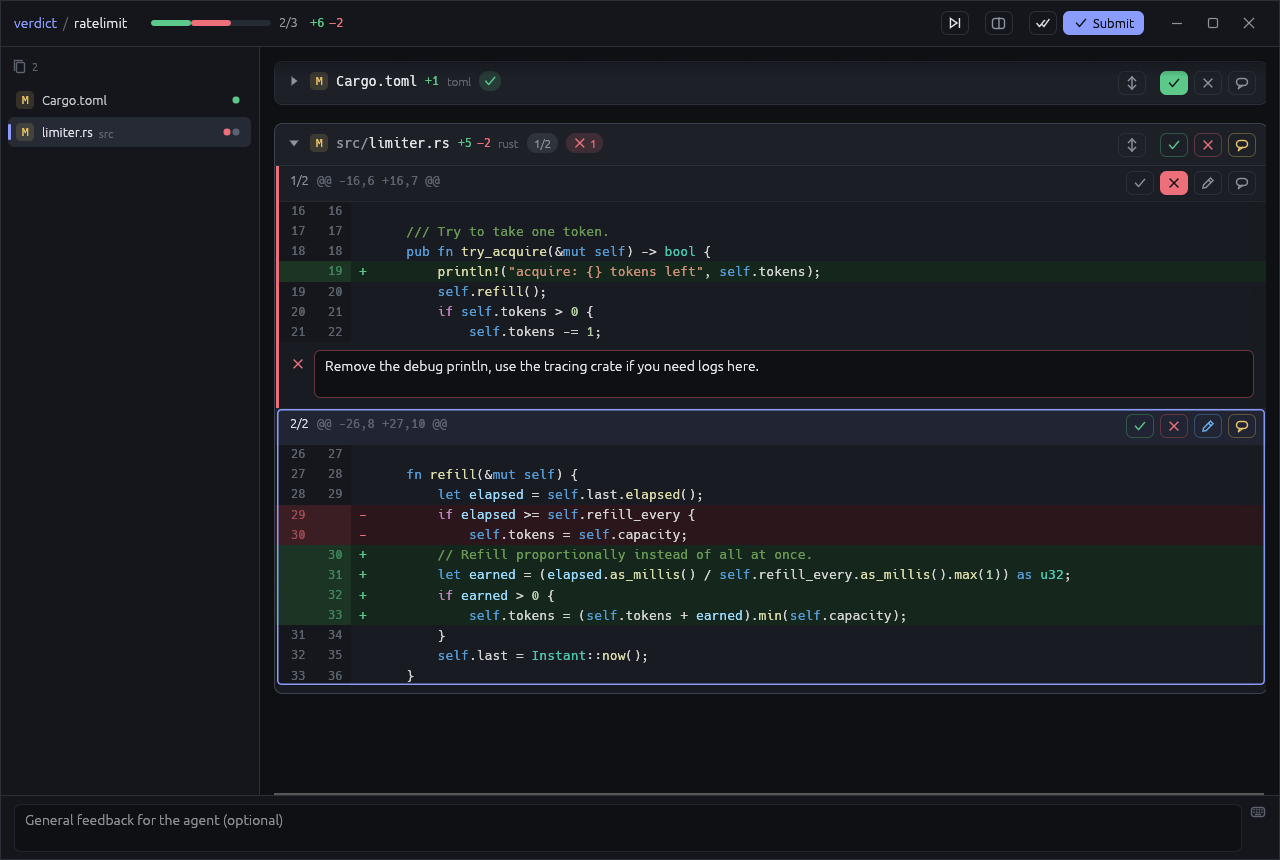 verdict / ratelimit 2/3 +6 −2 Submit
2
M Cargo.toml
M limiter.rs src
M Cargo.toml +1 toml
M src/limiter.rs +5 −2 rust 1/2 1
1/2 @@ -16,6 +16,7 @@
16 16
17 17 /// Try to take one token.
18 18 pub fn try_acquire(&mut self) -> bool {
19 + println!("acquire: {} tokens left", self.tokens);
19 20 self.refill();
20 21 if self.tokens > 0 {
21 22 self.tokens -= 1;
Remove the debug println, use the tracing crate if you need logs here.
2/2 @@ -26,8 +27,10 @@
26 27
27 28 fn refill(&mut self) {
28 29 let elapsed = self.last.elapsed();
29 − if elapsed >= self.refill_every {
30 − self.tokens = self.capacity;
30 + // Refill proportionally instead of all at once.
31 + let earned = (elapsed.as_millis() / self.refill_every.as_millis().max(1)) as u32;
32 + if earned > 0 {
33 + self.tokens = (self.tokens + earned).min(self.capacity);
31 34 }
32 35 self.last = Instant::now();
33 36 }
General feedback for the agent (optional)